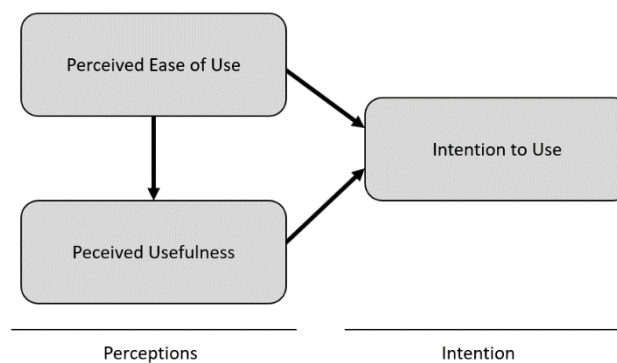 Perceived Ease of Use
Intention to Use
Peceived Usefulness
Perceptions
Intention